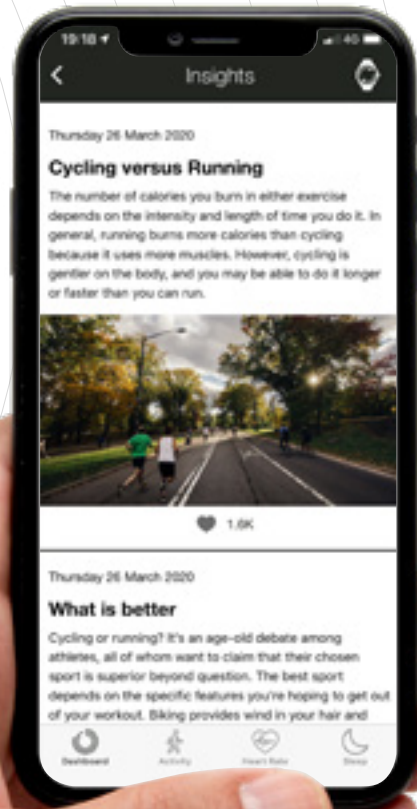 19:18
4G
Insights
Thursday 26 March 2020
Cycling versus Running
The number of calories you burn in either exercise
depends on the intensity and length of time you do it. In
general, running burns more calories than cycling
because it uses more muscles. However, cycling is
gentler on the body, and you may be able to do it longer
or faster than you can run.
1.6K
Thursday 26 March 2020
What is better
Cycling or running? It's an age-old debate among
athletes, all of whom want to claim that their chosen
sport is superior beyond question. The best sport
depends on the specific features you're hoping to get out
of your workout. Biking provides wind in your hair and
Dashboard Activity Heart Rate Sleep